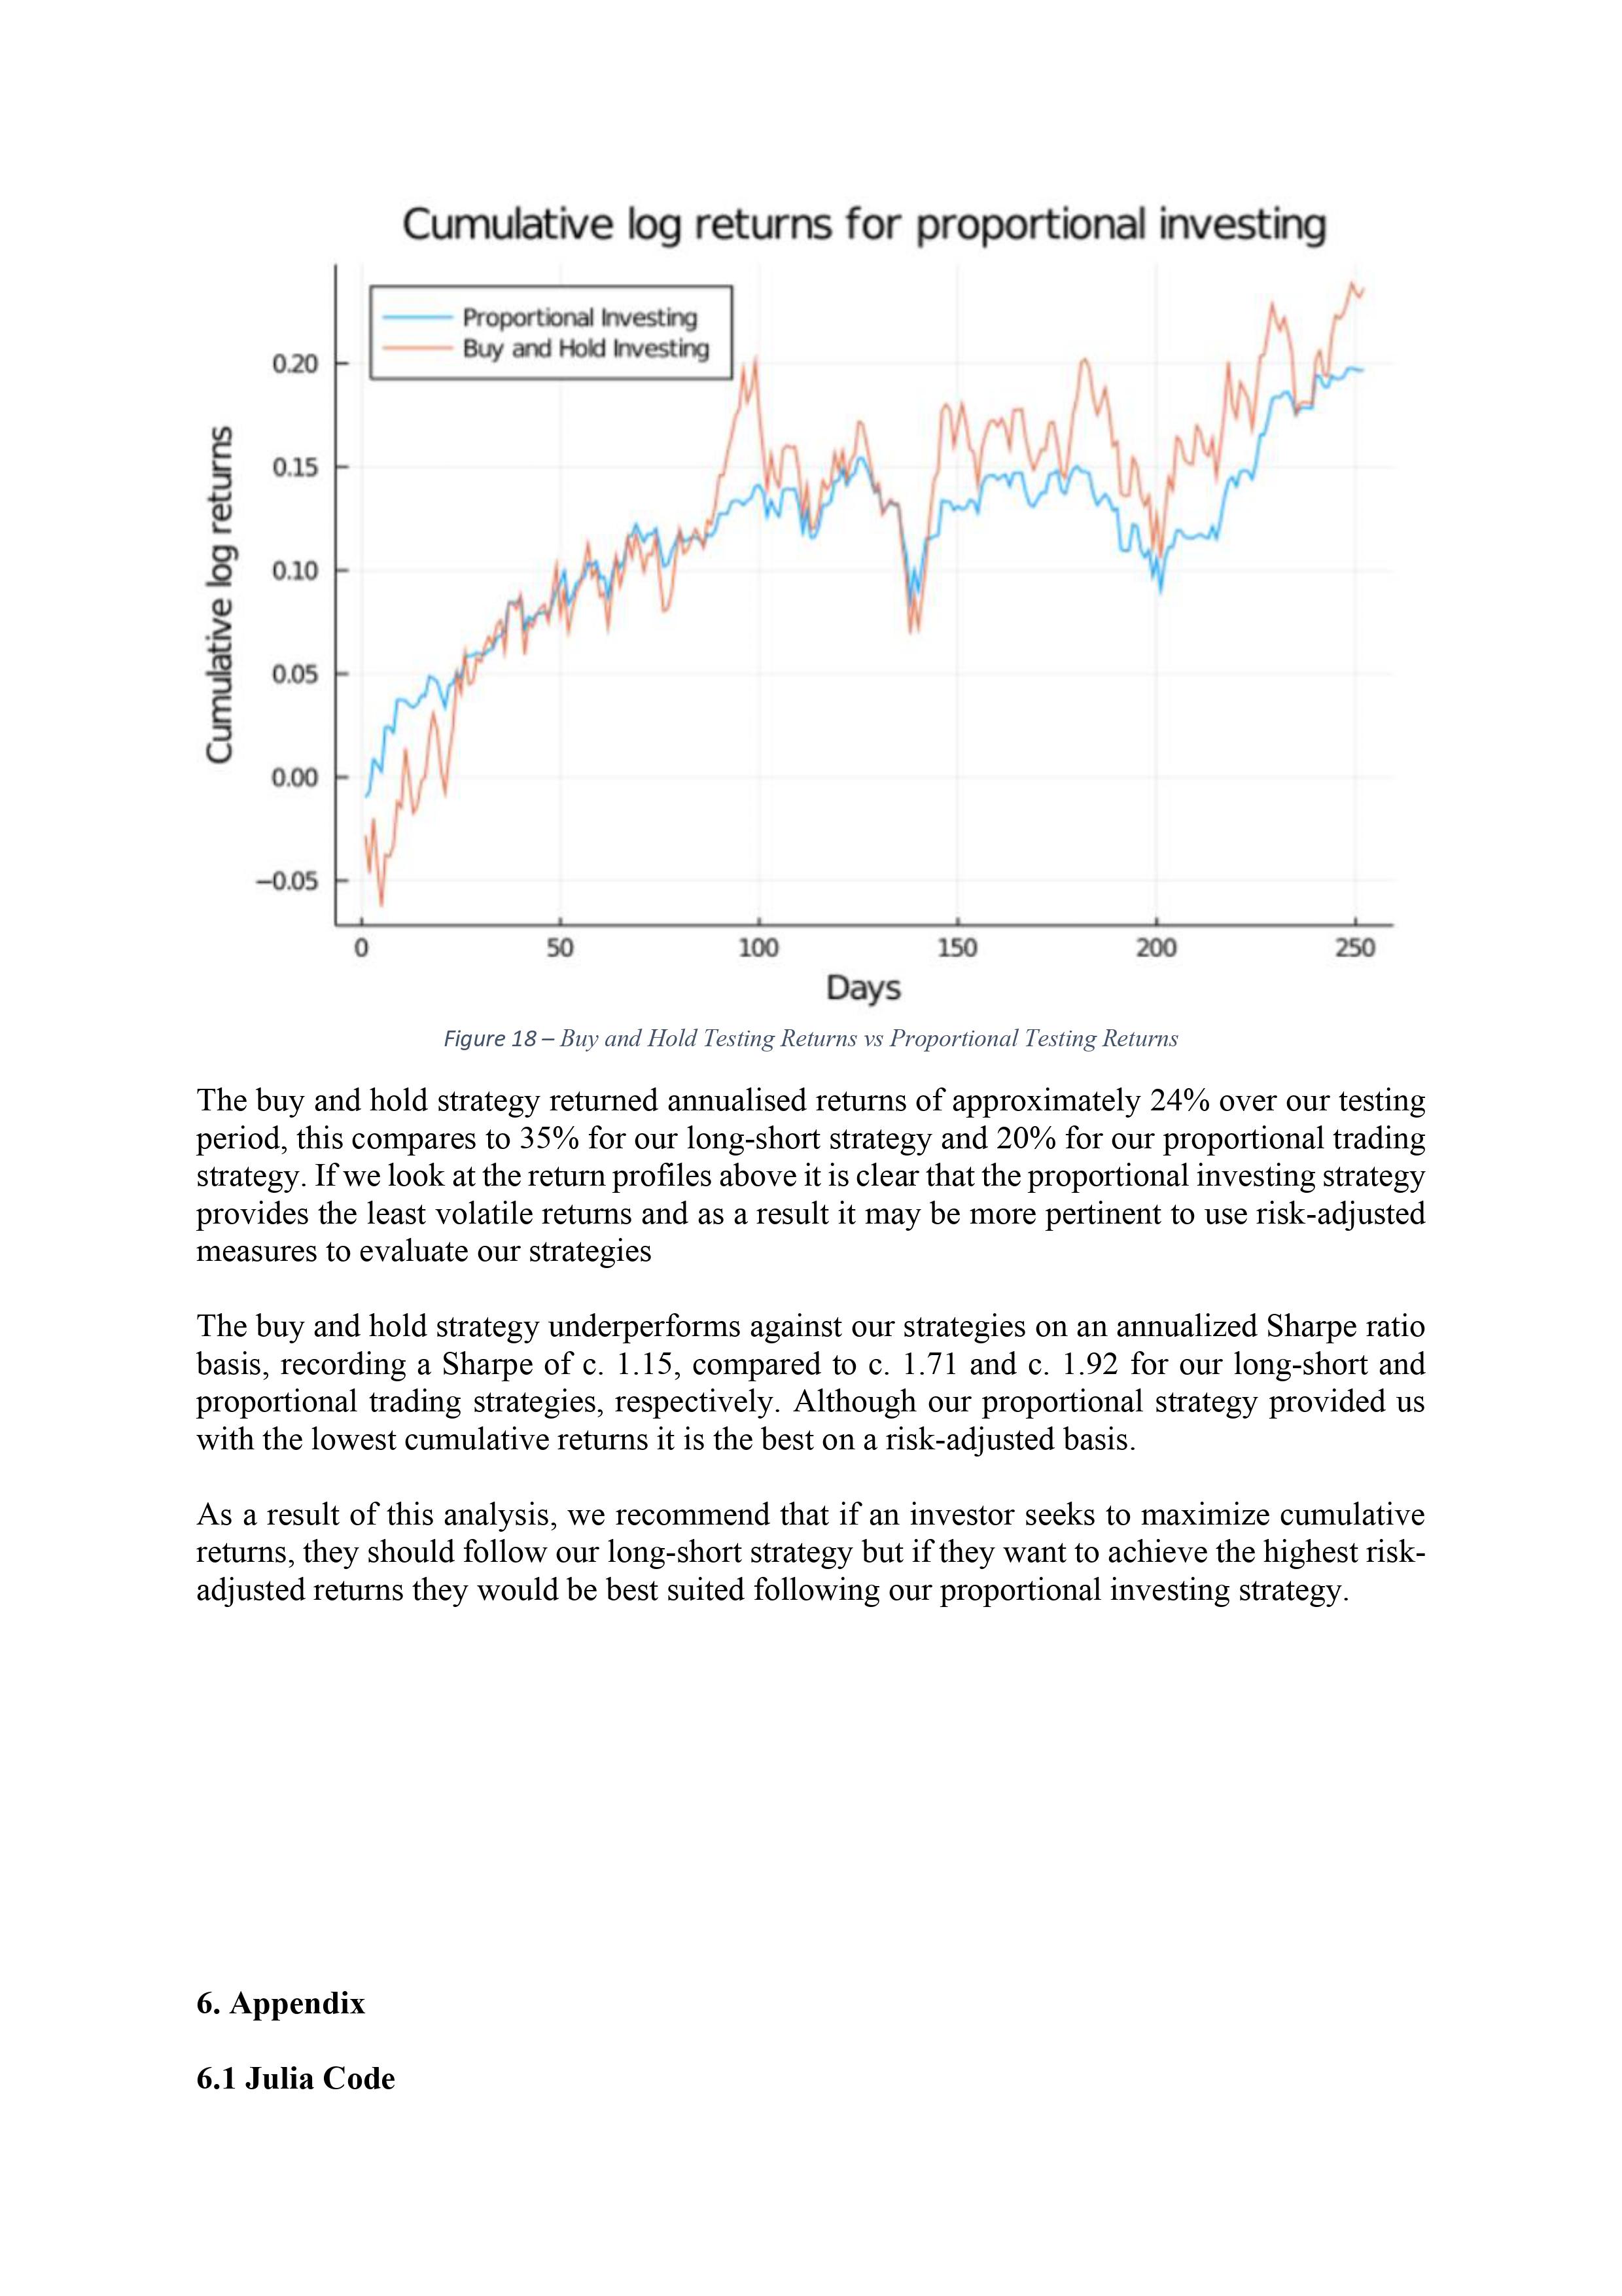 Cumulative log returns for proportional investing
Proportional Investing
Buy and Hold Investing
Cumulative log returns
0.20
0.15
0.10
0.05
0.00
−0.05
0 50 100 150 200 250
Days
Figure 18 – Buy and Hold Testing Returns vs Proportional Testing Returns
The buy and hold strategy returned annualised returns of approximately 24% over our testing
period, this compares to 35% for our long-short strategy and 20% for our proportional trading
strategy. If we look at the return profiles above it is clear that the proportional investing strategy
provides the least volatile returns and as a result it may be more pertinent to use risk-adjusted
measures to evaluate our strategies
The buy and hold strategy underperforms against our strategies on an annualized Sharpe ratio
basis, recording a Sharpe of c. 1.15, compared to c. 1.71 and c. 1.92 for our long-short and
proportional trading strategies, respectively. Although our proportional strategy provided us
with the lowest cumulative returns it is the best on a risk-adjusted basis.
As a result of this analysis, we recommend that if an investor seeks to maximize cumulative
returns, they should follow our long-short strategy but if they want to achieve the highest risk-
adjusted returns they would be best suited following our proportional investing strategy.
6. Appendix
6.1 Julia Code